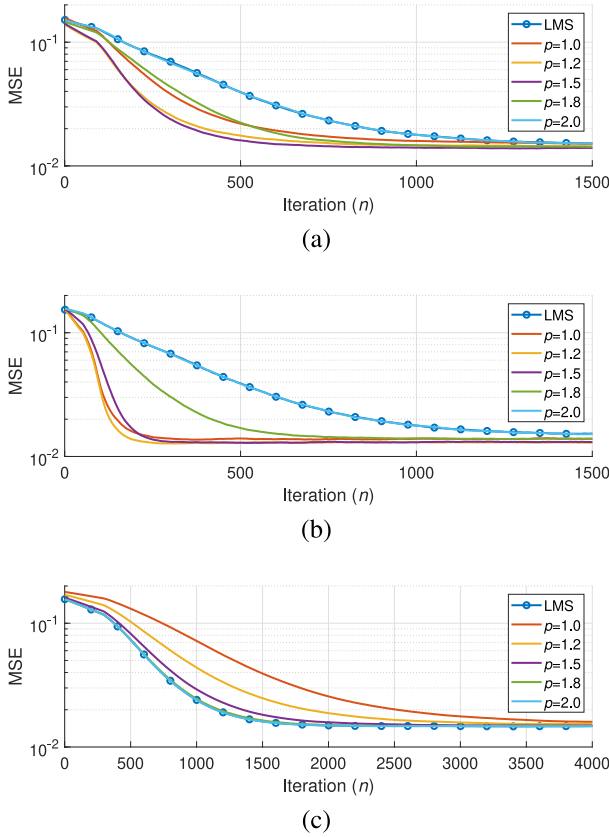 10^-1
10^-2
MSE
0
500
1000
1500
Iteration (n)
LMS
p=1.0
p=1.2
p=1.5
p=1.8
p=2.0
(a)
10^-1
10^-2
MSE
0
500
1000
1500
Iteration (n)
LMS
p=1.0
p=1.2
p=1.5
p=1.8
p=2.0
(b)
10^-1
10^-2
MSE
0
500
1000
1500
2000
2500
3000
3500
4000
Iteration (n)
LMS
p=1.0
p=1.2
p=1.5
p=1.8
p=2.0
(c)